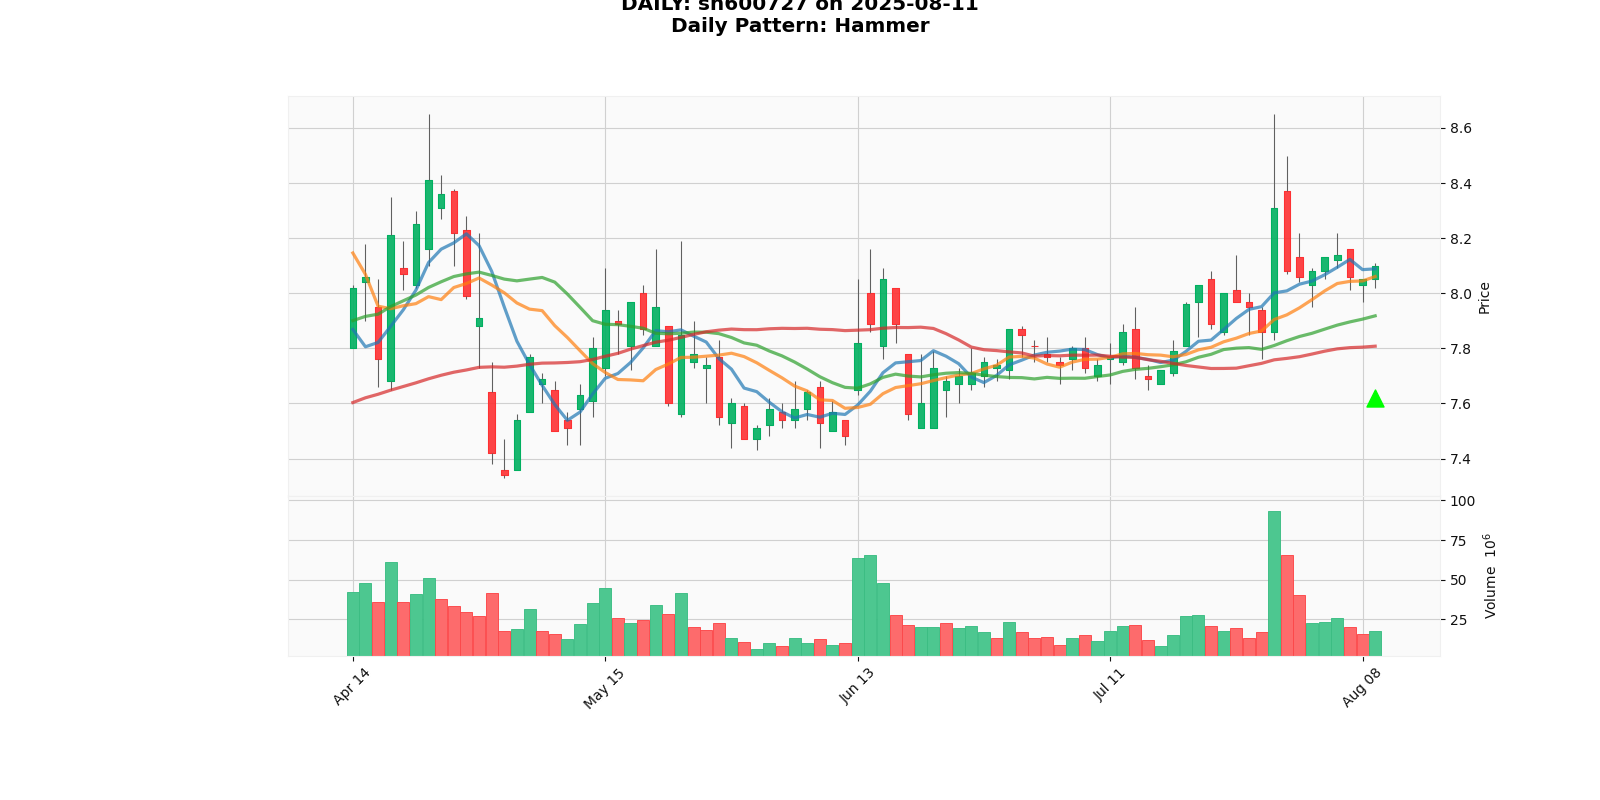 DAILY: sh600727 on 2025-08-11
Daily Pattern: Hammer
8.6
8.4
8.2
8.0
7.8
7.6
7.4
Price
100
75
50
25
Volume 10⁶
Apr 14
May 15
Jun 13
Jul 11
Aug 08